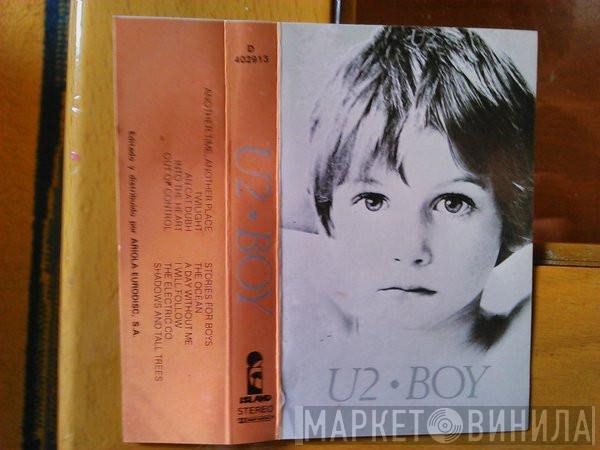 ANOTHER TIME, ANOTHER PLACE
TWILIGHT
AN CAT DUBH
INTO THE HEART
OUT OF CONTROL
STORIES FOR BOYS
THE OCEAN
A DAY WITHOUT ME
I WILL FOLLOW
THE ELECTRIC CO.
SHADOWS AND TALL TREES
Editado y distribuido por ARIOLA-EURODISC, S.A.
D
402913
U2 • BOY
ISLAND
STEREO
U2
U2 • BOY
МАРКЕТ ВИНИЛА